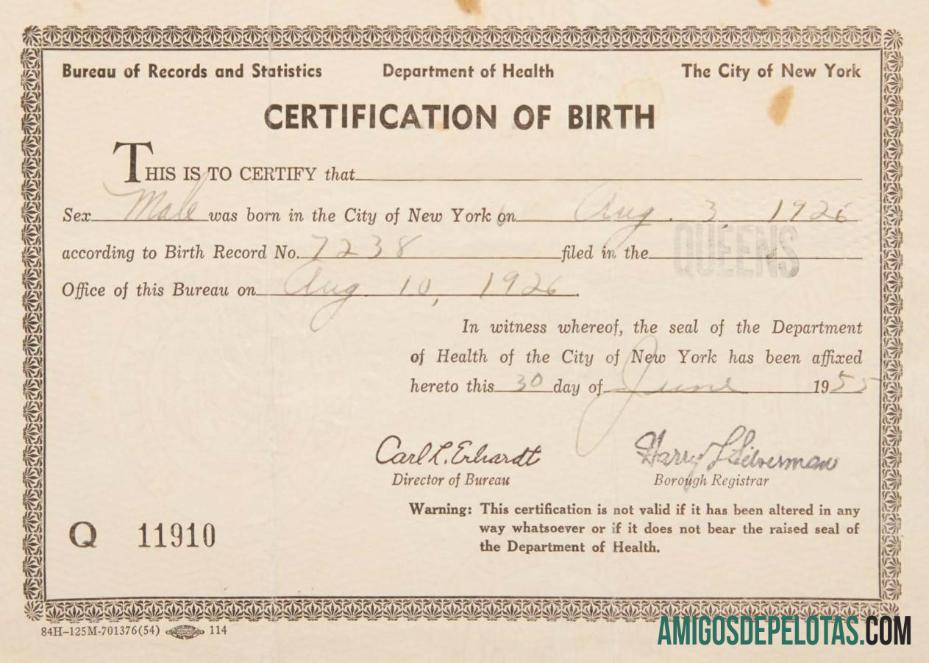 Bureau of Records and Statistics Department of Health The City of New York
CERTIFICATION OF BIRTH
THIS IS TO CERTIFY that
Sex Male was born in the City of New York on Aug. 3, 1926
according to Birth Record No. 7238 filed in the QUEENS
Office of this Bureau on Aug 10, 1926.
In witness whereof, the seal of the Department
of Health of the City of New York has been affixed
hereto this 30 day of June 1955
Carl L. Erhardt Harry L Silverman
Director of Bureau Borough Registrar
Warning: This certification is not valid if it has been altered in any
way whatsoever or if it does not bear the raised seal of
the Department of Health.
Q 11910
84H-125M-701376(54) 114
AMIGOSDEPELOTAS.COM